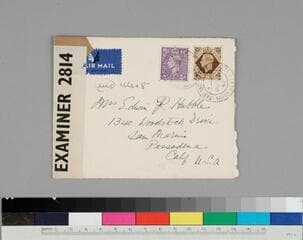 EXAMINER 2814
AIR MAIL
Mrs Edwin P. Hubble
1340 Woodstock Drive
San Marino
Pasadena
Calif U.S.A